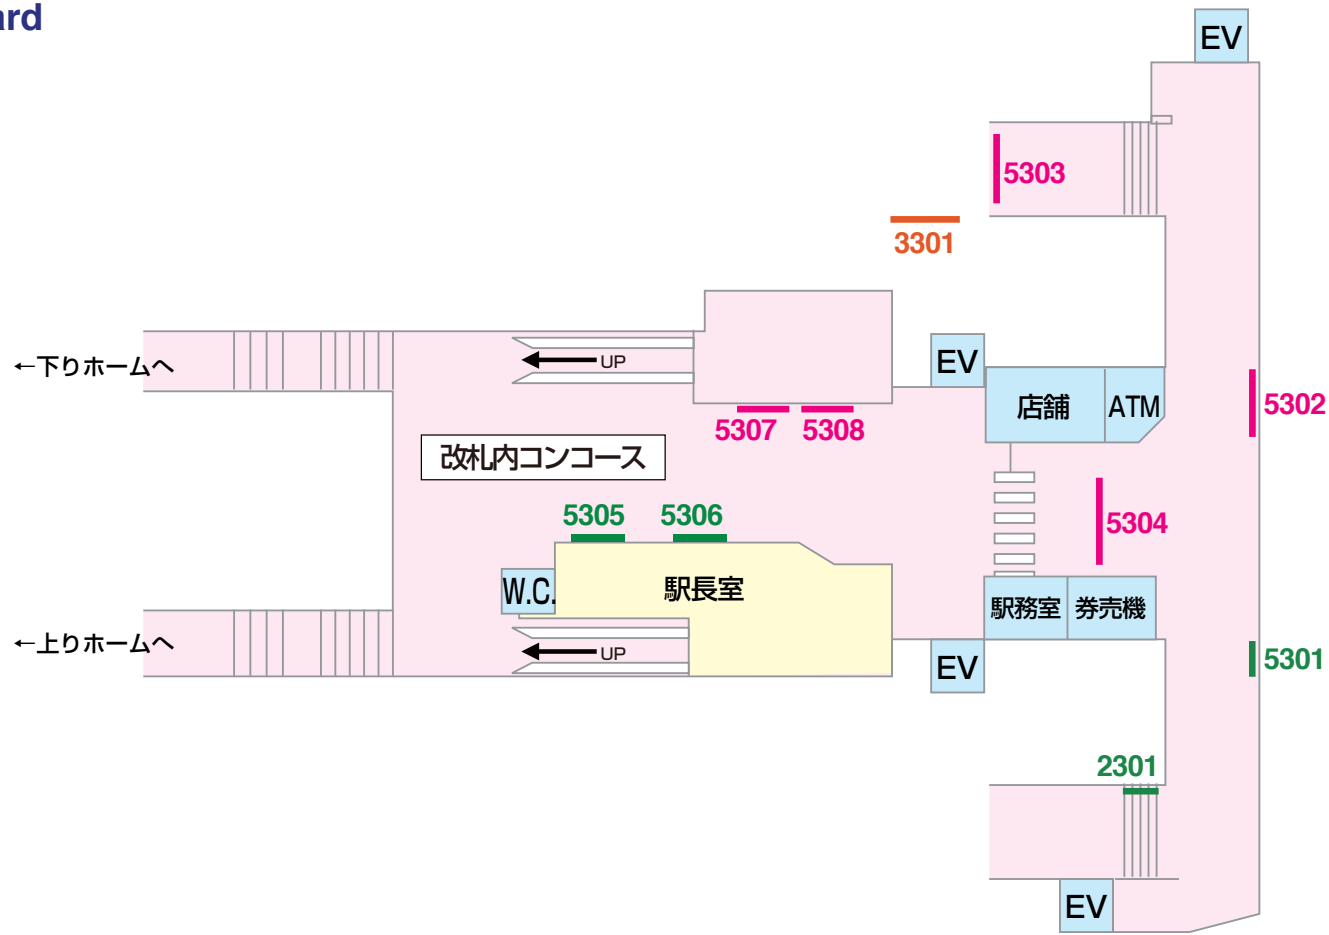 ard
EV
5303
3301
←下りホームへ
UP
EV
店舗
ATM
5302
5307
5308
改札内コンコース
5305
5306
5304
W.C.
駅長室
駅務室
券売機
←上りホームへ
UP
EV
5301
2301
EV